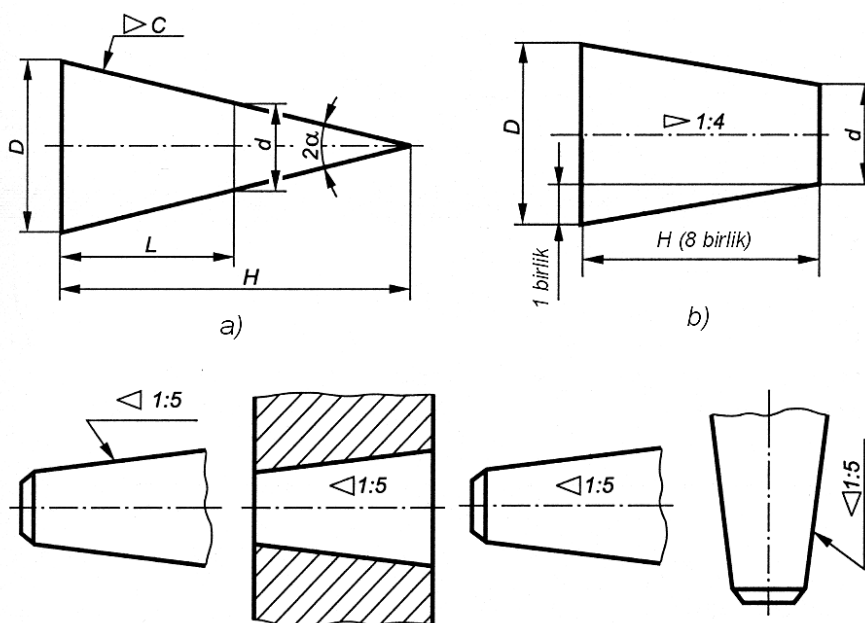 ▷ C
D
d
2α
L
H
a)
D
▷ 1:4
d
H (8 birlik)
1 birlik
b)
◁ 1:5
◁ 1:5
◁ 1:5
◁ 1:5